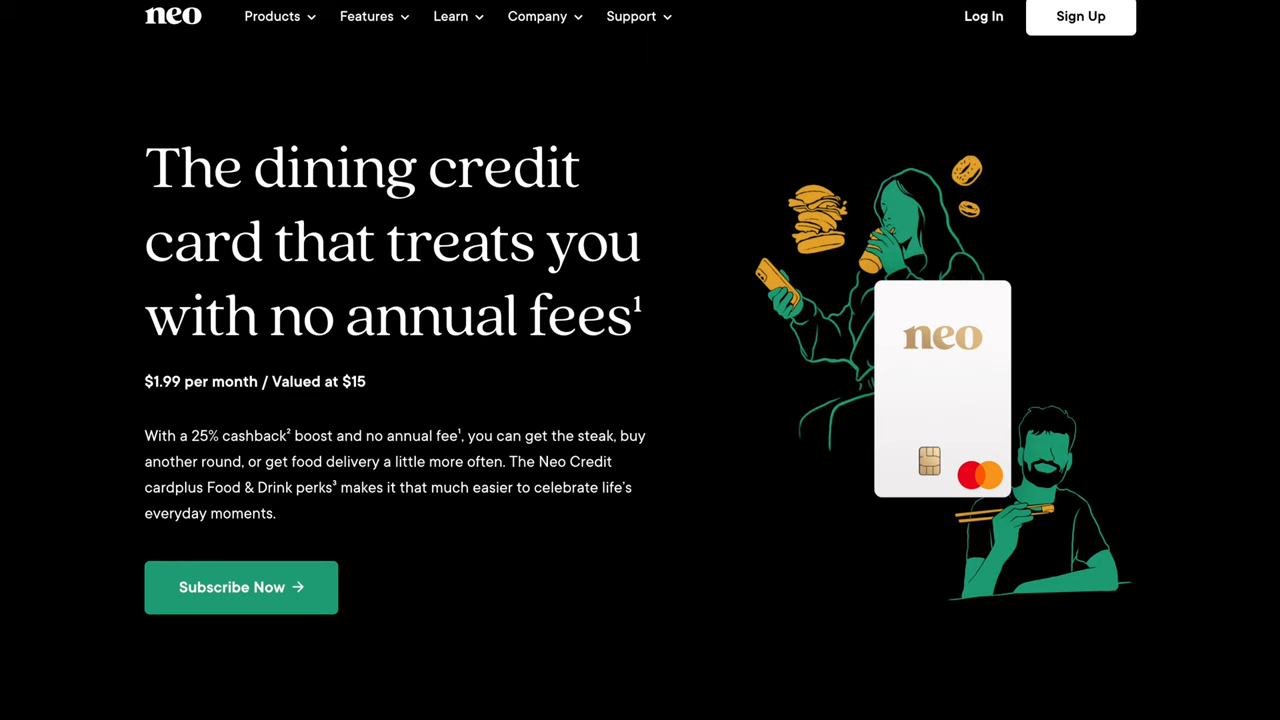 neo
Products
Features
Learn
Company
Support
Log In
Sign Up
The dining credit
card that treats you
with no annual fees¹
$1.99 per month / Valued at $15
With a 25% cashback² boost and no annual fee¹, you can get the steak, buy
another round, or get food delivery a little more often. The Neo Credit
cardplus Food & Drink perks³ makes it that much easier to celebrate life’s
everyday moments.
Subscribe Now →
neo